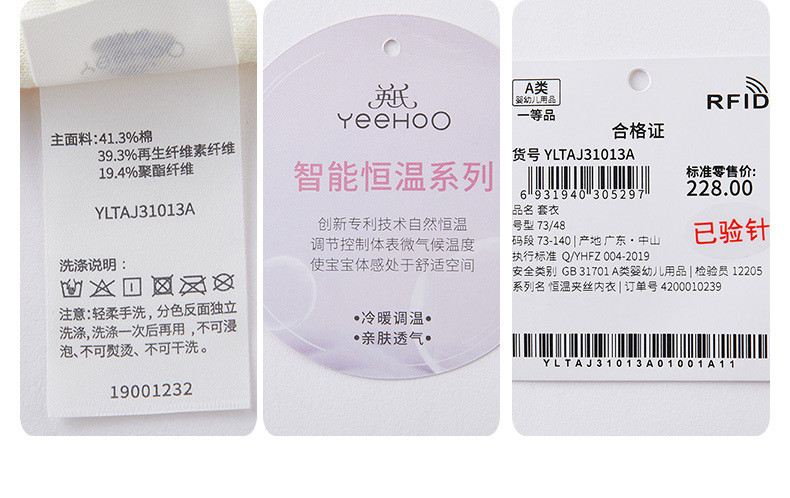 YEEHOO
主面料：41.3%棉
39.3%再生纤维素纤维
19.4%聚酯纤维
YLTAJ31013A
洗涤说明：
注意：轻柔手洗，分色反面独立
洗涤，洗涤一次后再用，不可浸
泡、不可熨烫、不可干洗。
19001232
英氏
YEEHOO
智能恒温系列
创新专利技术自然恒温
调节控制体表微气候温度
使宝宝体感处于舒适空间
•冷暖调温•
•亲肤透气•
A类
婴幼儿用品
一等品
RFID
合格证
货号 YLTAJ31013A
6 931940 305297
标准零售价:
228.00
品名 套衣
号型 73/48
码段 73-140 | 产地 广东·中山
已验针
执行标准 Q/YHFZ 004-2019
安全类别 GB 31701 A类婴幼儿用品 | 检验员 12205
系列名 恒温夹丝内衣 | 订单号 4200010239
YLTAJ31013A01001A11